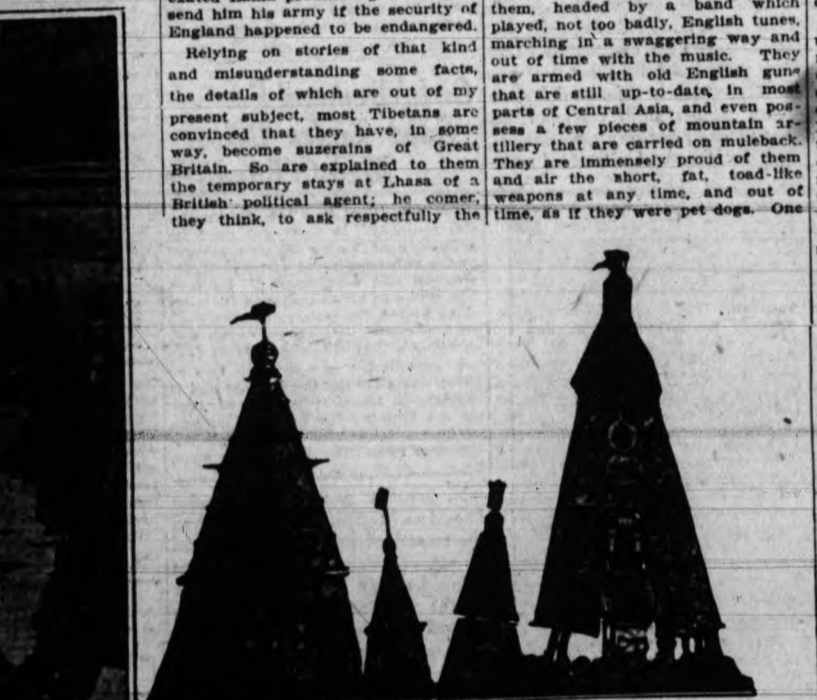 send him his army if the security of
England happened to be endangered.
Relying on stories of that kind
and misunderstanding some facts,
the details of which are out of my
present subject, most Tibetans are
convinced that they have, in some
way, become suzerains of Great
Britain. So are explained to them
the temporary stays at Lhasa of a
British political agent; he comer,
they think, to ask respectfully the
them, headed by a band which
played, not too badly, English tunes,
marching in a swaggering way and
out of time with the music. They
are armed with old English guns
that are still up-to-date, in most
parts of Central Asia, and even pos-
sess a few pieces of mountain ar-
tillery that are carried on muleback.
They are immensely proud of them
and air the short, fat, toad-like
weapons at any time, and out of
time, as if they were pet dogs. One